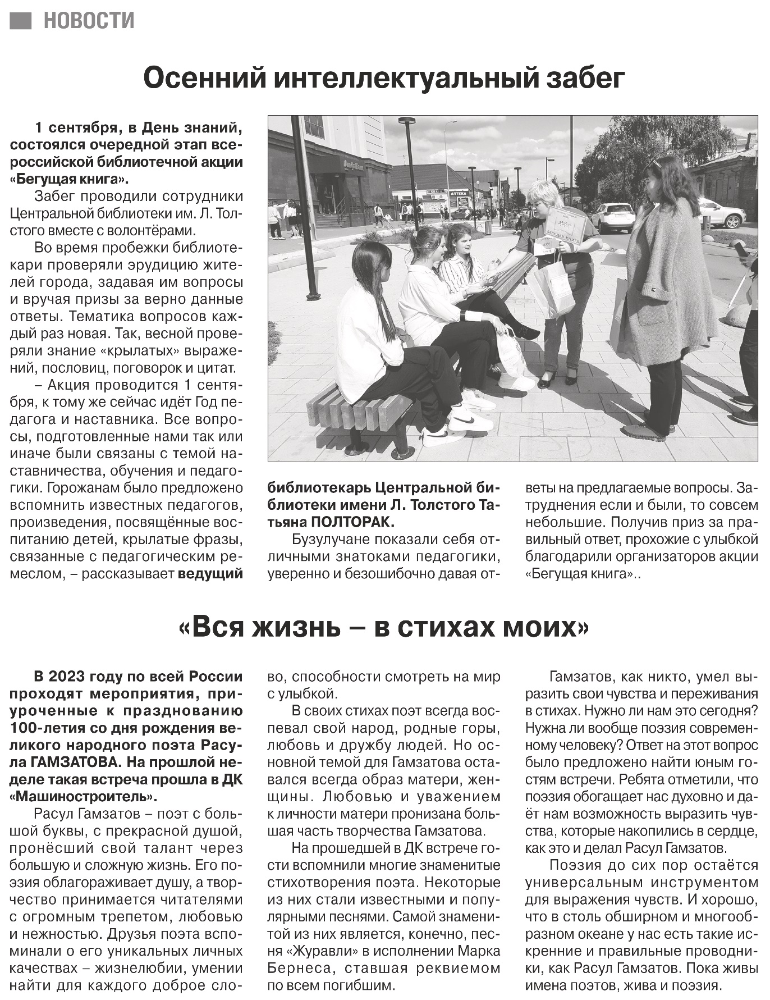 НОВОСТИ
Осенний интеллектуальный забег
1 сентября, в День знаний,
состоялся очередной этап все-
российской библиотечной акции
«Бегущая книга».
Забег проводили сотрудники
Центральной библиотеки им. Л. Тол-
стого вместе с волонтёрами.
Во время пробежки библиоте-
кари проверяли эрудицию жите-
лей города, задавая им вопросы
и вручая призы за верно данные
ответы. Тематика вопросов каж-
дый раз новая. Так, весной прове-
ряли знание «крылатых» выраже-
ний, пословиц, поговорок и цитат.
– Акция проводится 1 сентя-
бря, к тому же сейчас идёт Год пе-
дагога и наставника. Все вопро-
сы, подготовленные нами так или
иначе были связаны с темой на-
ставничества, обучения и педаго-
гики. Горожанам было предложено
вспомнить известных педагогов,
произведения, посвящённые вос-
питанию детей, крылатые фразы,
связанные с педагогическим ре-
меслом, – рассказывает ведущий
АПТЕКА
БЕГУЩАЯ КНИГА
библиотекарь Центральной би-
блиотеки имени Л. Толстого Та-
тьяна ПОЛТОРАК.
Бузулучане показали себя от-
личными знатоками педагогики,
уверенно и безошибочно давая от-
веты на предлагаемые вопросы. За-
труднения если и были, то совсем
небольшие. Получив приз за пра-
вильный ответ, прохожие с улыбкой
благодарили организаторов акции
«Бегущая книга»..
«Вся жизнь – в стихах моих»
В 2023 году по всей России
проходят мероприятия, при-
уроченные к празднованию
100-летия со дня рождения ве-
ликого народного поэта Расу-
ла ГАМЗАТОВА. На прошлой не-
деле такая встреча прошла в ДК
«Машиностроитель».
Расул Гамзатов – поэт с боль-
шой буквы, с прекрасной душой,
пронёсший свой талант через
большую и сложную жизнь. Его по-
эзия облагораживает душу, а твор-
чество принимается читателями
с огромным трепетом, любовью
и нежностью. Друзья поэта вспо-
минали о его уникальных личных
качествах – жизнелюбии, умении
найти для каждого доброе сло-
во, способности смотреть на мир
с улыбкой.
В своих стихах поэт всегда вос-
певал свой народ, родные горы,
любовь и дружбу людей. Но ос-
новной темой для Гамзатова оста-
вался всегда образ матери, жен-
щины. Любовью и уважением
к личности матери пронизана боль-
шая часть творчества Гамзатова.
На прошедшей в ДК встрече го-
сти вспомнили многие знаменитые
стихотворения поэта. Некоторые
из них стали известными и попу-
лярными песнями. Самой знамени-
той из них является, конечно, пес-
ня «Журавли» в исполнении Марка
Бернеса, ставшая реквиемом
по всем погибшим.
Гамзатов, как никто, умел вы-
разить свои чувства и переживания
в стихах. Нужно ли нам это сегодня?
Нужна ли вообще поэзия современ-
ному человеку? Ответ на этот вопрос
было предложено найти юным го-
стям встречи. Ребята отметили, что
поэзия обогащает нас духовно и да-
ёт нам возможность выразить чув-
ства, которые накопились в сердце,
как это и делал Расул Гамзатов.
Поэзия до сих пор остаётся
универсальным инструментом
для выражения чувств. И хорошо,
что в столь обширном и многооб-
разном океане у нас есть такие ис-
кренние и правильные проводни-
ки, как Расул Гамзатов. Пока живы
имена поэтов, жива и поэзия.